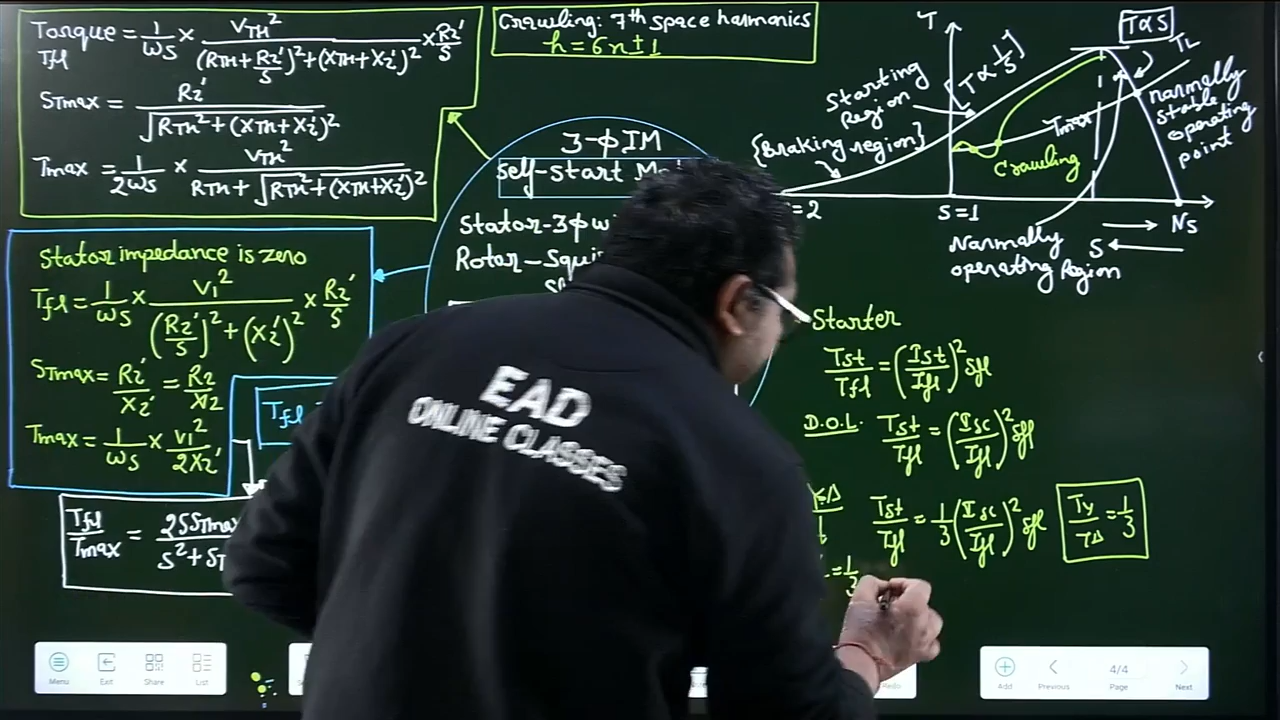 Torque = 1/ωs × VTH²/((RTH+R2'/s)²+(XTH+X2')²) × R2'/s
Tfl
STmax = R2'/√(RTH²+(XTH+X2')²)
Tmax = 1/2ωs × VTH²/(RTH+√(RTH²+(XTH+X2')²))
Stator impedance is zero
Tfl = 1/ωs × V1²/((R2'/s)²+(X2')²) × R2'/s
STmax = R2'/X2' = R2/X2
Tmax = 1/ωs × V1²/2X2'
Tfl
Tfl/Tmax =
Crawling: 7th space harmonics
h = 6n±1
3-ΦIM
self-start
Stator-3Φ
Rotor-
T
T∝S
TL
[T∝1/S]
Starting
Region
{Braking region}
Tmax
Crawling
Normally
stable
operating
point
=2
S=1
Ns
S
Normally
operating Region
Starter
Tst/Tfl = (Ist/Ifl)² Sfl
D.O.L. Tst/Tfl = (Isc/Ifl)² Sfl
Tst/Tfl = 1/3 (Isc/Ifl)² Sfl
TY/TΔ = 1/3
= 1/3
EAD
ONLINE CLASSES
Menu
Exit
Share
List
Redo
Add
Previous
4/4
Page
Next